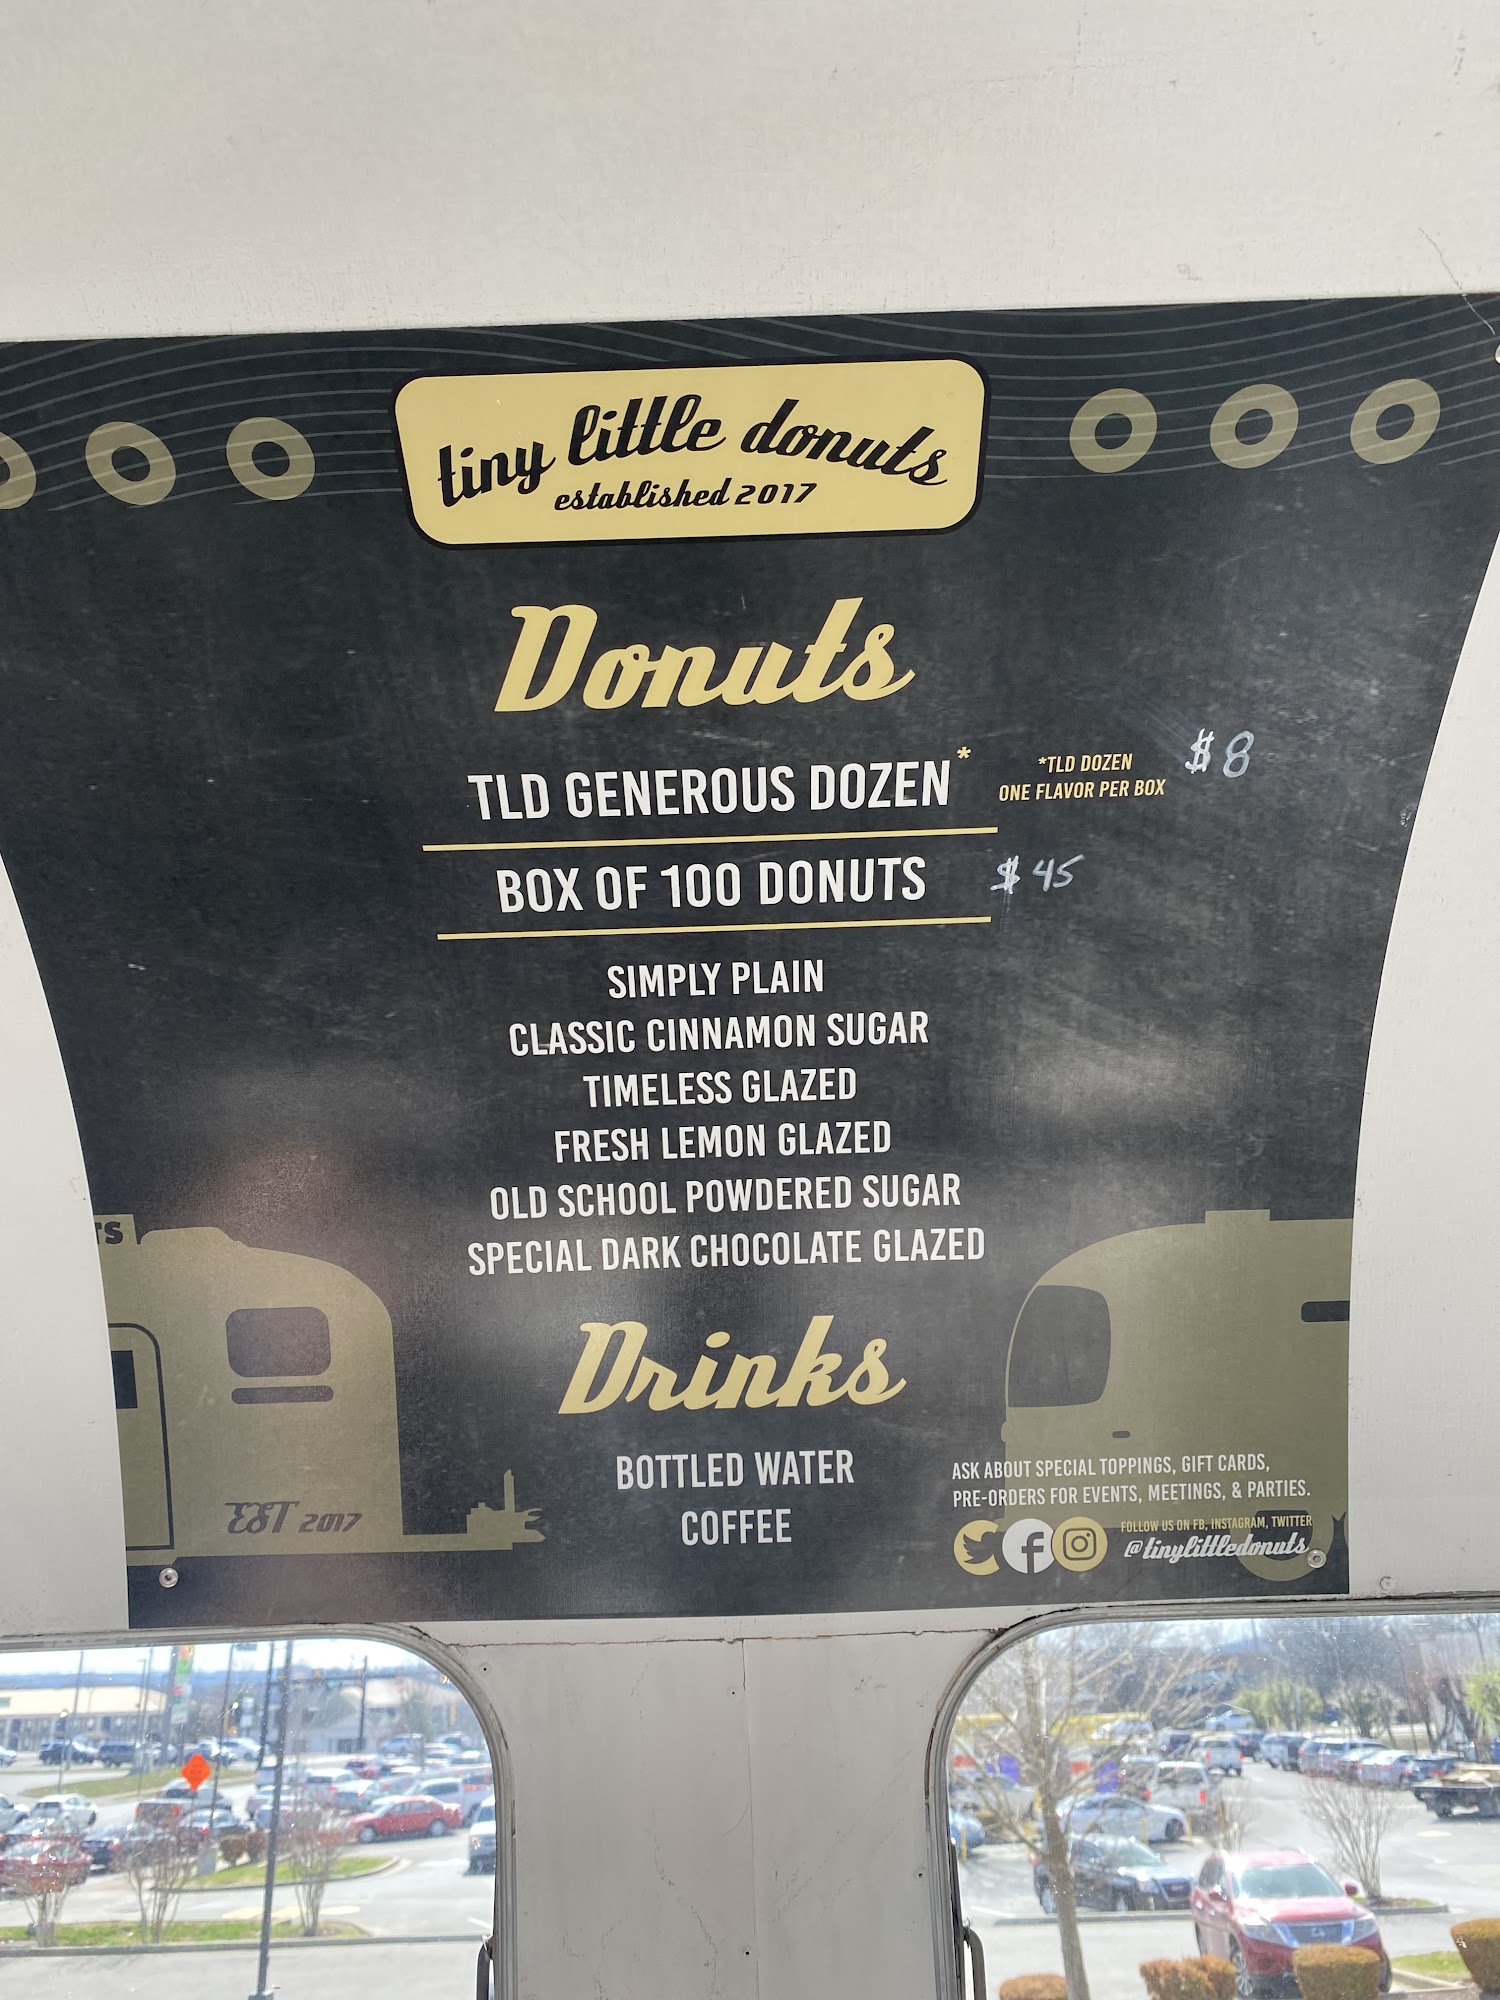 tiny little donuts
established 2017
Donuts
TLD GENEROUS DOZEN*
*TLD DOZEN
ONE FLAVOR PER BOX
$8
BOX OF 100 DONUTS
$45
SIMPLY PLAIN
CLASSIC CINNAMON SUGAR
TIMELESS GLAZED
FRESH LEMON GLAZED
OLD SCHOOL POWDERED SUGAR
SPECIAL DARK CHOCOLATE GLAZED
TS
EST 2017
Drinks
BOTTLED WATER
COFFEE
ASK ABOUT SPECIAL TOPPINGS, GIFT CARDS,
PRE-ORDERS FOR EVENTS, MEETINGS, & PARTIES.
FOLLOW US ON FB, INSTAGRAM, TWITTER
@tinylittledonuts